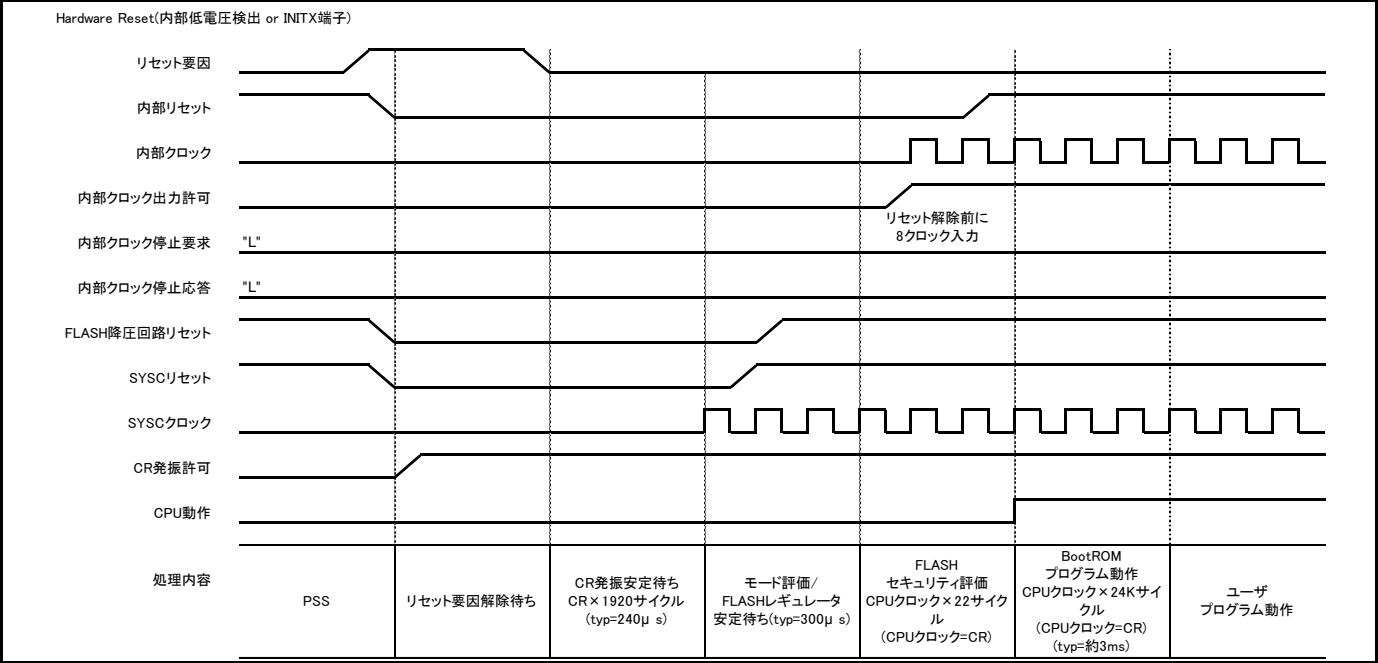 Hardware Reset(内部低電圧検出 or INITX端子)
リセット要因
内部リセット
内部クロック
内部クロック出力許可
リセット解除前に
8クロック入力
内部クロック停止要求
"L"
内部クロック停止応答
"L"
FLASH降圧回路リセット
SYSCリセット
SYSCクロック
CR発振許可
CPU動作
処理内容
PSS
リセット要因解除待ち
CR発振安定待ち
CR×1920サイクル
(typ=240μ s)
モード評価/
FLASHレギュレータ
安定待ち(typ=300μ s)
FLASH
セキュリティ評価
CPUクロック×22サイク
ル
(CPUクロック=CR)
BootROM
プログラム動作
CPUクロック×24Kサイ
クル
(CPUクロック=CR)
(typ=約3ms)
ユーザ
プログラム動作